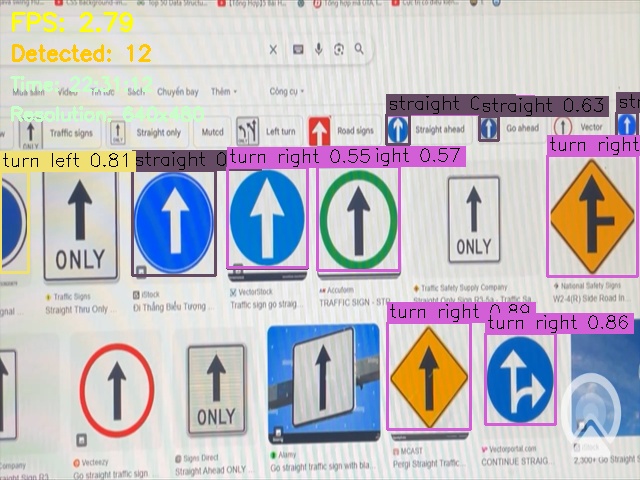 FPS: 2.79
Detected: 12
Time: 22:31:12
Resolution: 640x480
Mua sắm Video Tin tức Sách Chuyến bay Thêm Công cụ
straight straight 0.63
Traffic signs Straight only Mutcd Left turn Road signs Straight ahead Go ahead Vector
turn left 0.81 straight turn right 0.55 ight 0.57 turn right
ONLY
ONLY
Traffic Signs
Straight Thru Only ...
iStock
Đi Thẳng Biểu Tượng ...
VectorStock
Traffic sign go straig...
Accuform
TRAFFIC SIGN - STR
Traffic Safety Supply Company
Straight Only Sign R3-5a - Traffic Sa
National Safety Signs
W2-4(R) Side Road In...
turn right 0.89
turn right 0.86
ONLY
Company
Sign R3
Vecteezy
Go straight traffic sign
Signs Direct
Straight Ahead ONLY...
Alamy
Go straight traffic sign with bla...
MCAST
Pergi Straight Traffic...
Vectorportal.com
CONTINUE STRAIG...
iStock
2,300+ Go Straight